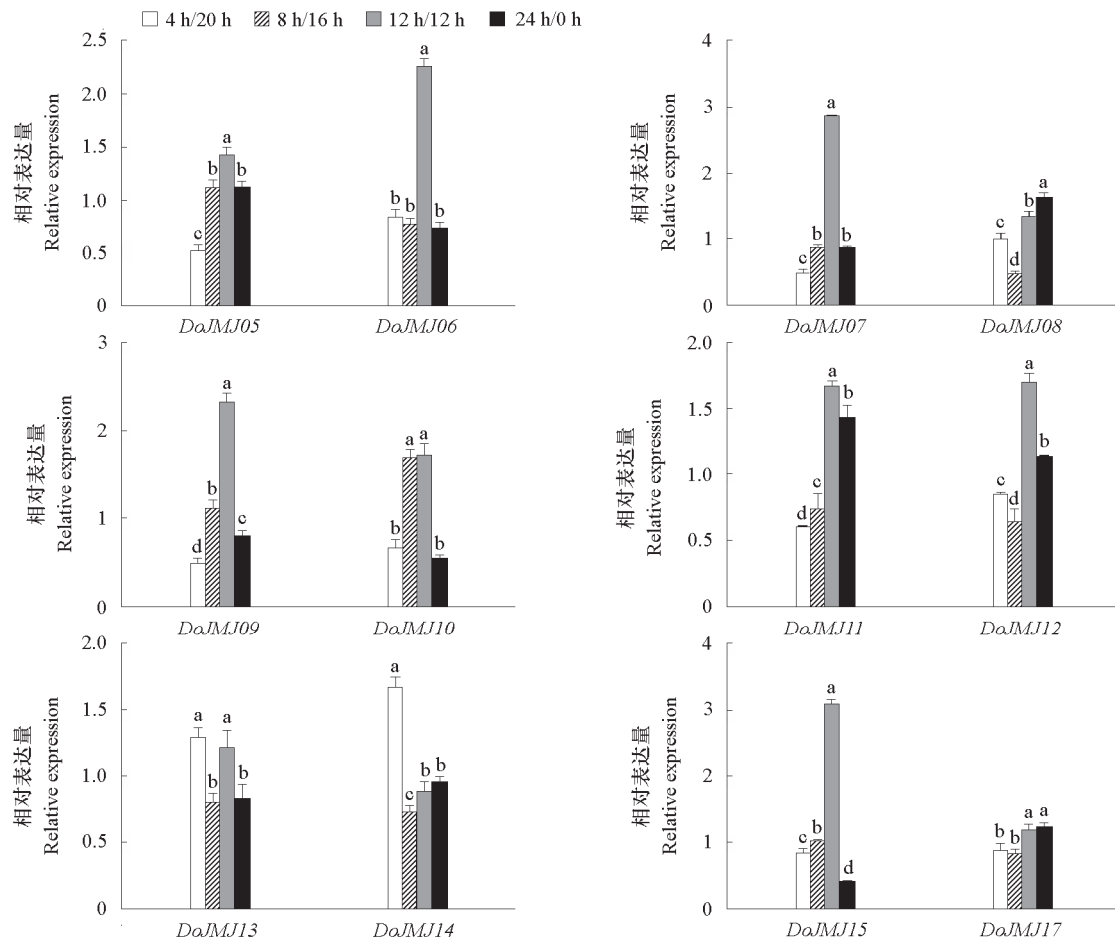 4 h/20 h 8 h/16 h 12 h/12 h 24 h/0 h
相对表达量
Relative expression
2.5
2.0
1.5
1.0
0.5
0
c b a b
b b a b
DoJMJ05 DoJMJ06
相对表达量
Relative expression
4
3
2
1
0
c b a b
c d b a
DoJMJ07 DoJMJ08
相对表达量
Relative expression
3
2
1
0
d b a c
b a a b
DoJMJ09 DoJMJ10
相对表达量
Relative expression
2.0
1.5
1.0
0.5
0
d c a b
c d a b
DoJMJ11 DoJMJ12
相对表达量
Relative expression
2.0
1.5
1.0
0.5
0
a b a b
a c b b
DoJMJ13 DoJMJ14
相对表达量
Relative expression
4
3
2
1
0
c b a d
b b a a
DoJMJ15 DoJMJ17